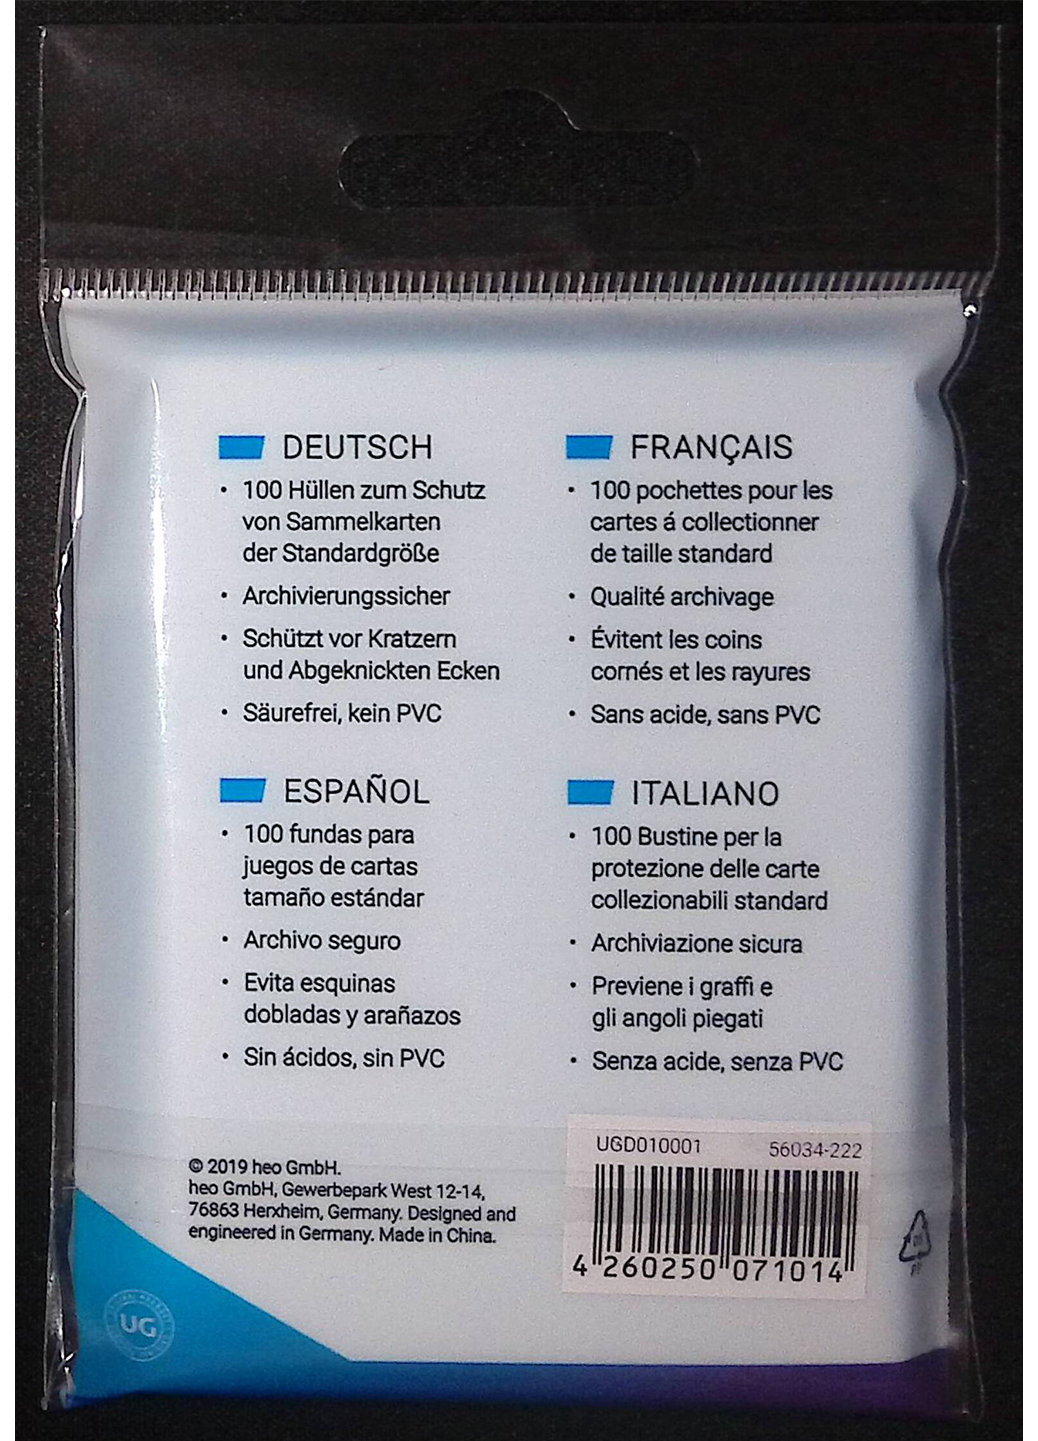 DEUTSCH
• 100 Hüllen zum Schutz
von Sammelkarten
der Standardgröße
• Archivierungssicher
• Schützt vor Kratzern
und Abgeknickten Ecken
• Säurefrei, kein PVC
FRANÇAIS
• 100 pochettes pour les
cartes á collectionner
de taille standard
• Qualité archivage
• Évitent les coins
cornés et les rayures
• Sans acide, sans PVC
ESPAÑOL
• 100 fundas para
juegos de cartas
tamaño estándar
• Archivo seguro
• Evita esquinas
dobladas y arañazos
• Sin ácidos, sin PVC
ITALIANO
• 100 Bustine per la
protezione delle carte
collezionabili standard
• Archiviazione sicura
• Previene i graffi e
gli angoli piegati
• Senza acide, senza PVC
© 2019 heo GmbH.
heo GmbH, Gewerbepark West 12-14,
76863 Herxheim, Germany. Designed and
engineered in Germany. Made in China.
UGD010001 56034-222
4 260250 071014
UG